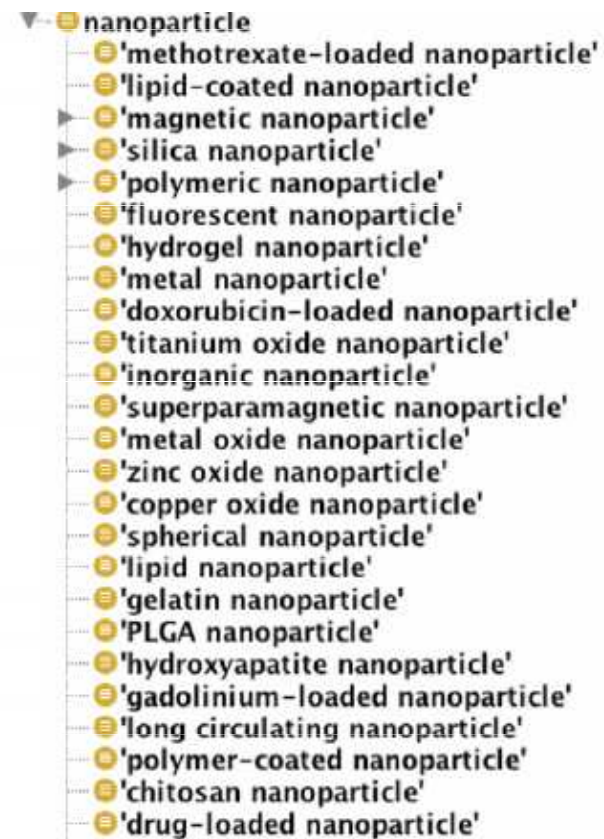 nanoparticle
'methotrexate-loaded nanoparticle'
'lipid-coated nanoparticle'
'magnetic nanoparticle'
'silica nanoparticle'
'polymeric nanoparticle'
'fluorescent nanoparticle'
'hydrogel nanoparticle'
'metal nanoparticle'
'doxorubicin-loaded nanoparticle'
'titanium oxide nanoparticle'
'inorganic nanoparticle'
'superparamagnetic nanoparticle'
'metal oxide nanoparticle'
'zinc oxide nanoparticle'
'copper oxide nanoparticle'
'spherical nanoparticle'
'lipid nanoparticle'
'gelatin nanoparticle'
'PLGA nanoparticle'
'hydroxyapatite nanoparticle'
'gadolinium-loaded nanoparticle'
'long circulating nanoparticle'
'polymer-coated nanoparticle'
'chitosan nanoparticle'
'drug-loaded nanoparticle'